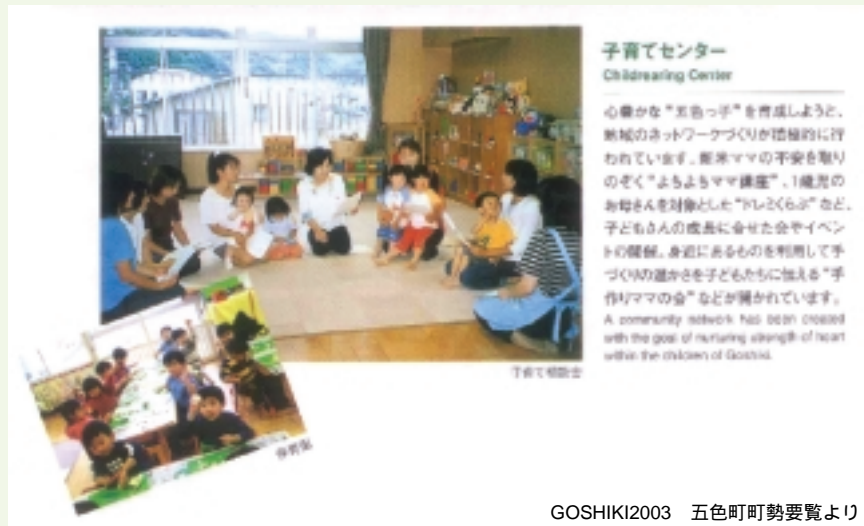 子育てセンター
Childrearing Center
心豊かな“五色っ子”を育成しようと、
地域のネットワークづくりが積極的に行
われています。新米ママの不安を取り
のぞく“よちよちママ講座”、1歳児の
お母さんを対象とした“ドレミくらぶ”など、
子どもさんの成長に合せた会やイベン
トの開催。身近にあるものを利用して手
づくりの温かさを子どもたちに伝える“手
作りママの会”などが開かれています。
A community network has been created
with the goal of nurturing strength of heart
within the children of Goshiki.
子育て相談会
保育園
GOSHIKI2003 五色町町勢要覧より